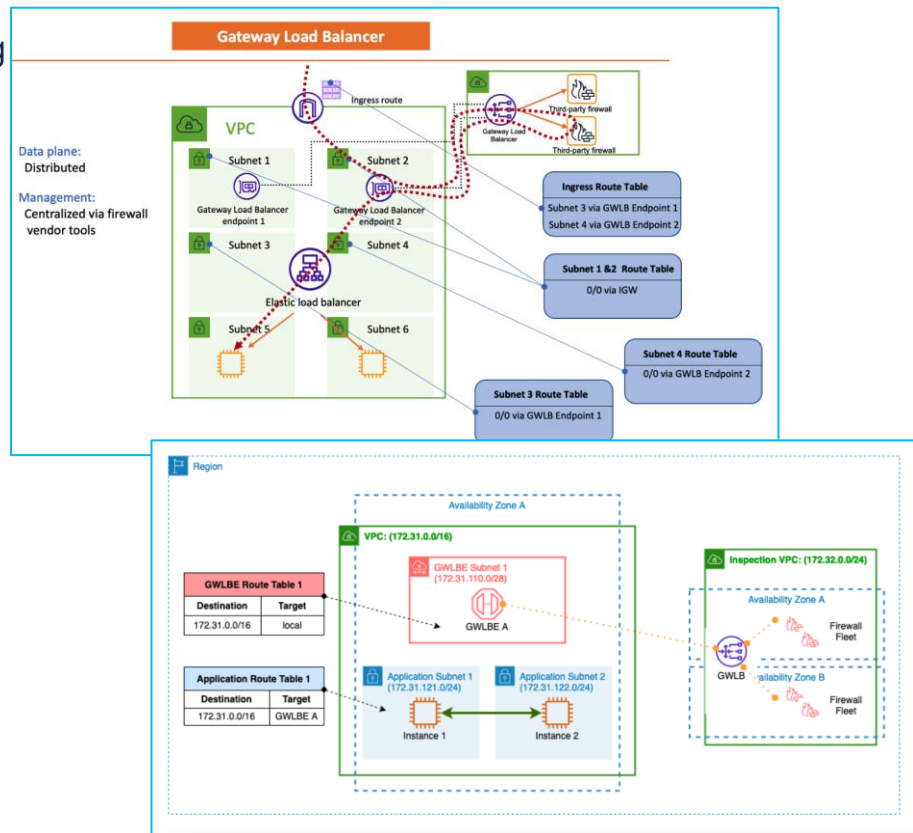 g
Gateway Load Balancer
Ingress route
Third-party firewall
Gateway Load
Balancer
Third-party firewall
VPC
Data plane:
Distributed
Management:
Centralized via firewall
vendor tools
Subnet 1
Subnet 2
Gateway Load Balancer
endpoint 1
Gateway Load Balancer
endpoint 2
Subnet 3
Subnet 4
Elastic load balancer
Subnet 5
Subnet 6
Ingress Route Table
Subnet 3 via GWLB Endpoint 1
Subnet 4 via GWLB Endpoint 2
Subnet 1 &2 Route Table
0/0 via IGW
Subnet 4 Route Table
0/0 via GWLB Endpoint 2
Subnet 3 Route Table
0/0 via GWLB Endpoint 1
Region
Availability Zone A
VPC: (172.31.0.0/16)
GWLBE Subnet 1
(172.31.110.0/28)
GWLBE A
GWLBE Route Table 1
Destination Target
172.31.0.0/16 local
Application Route Table 1
Destination Target
172.31.0.0/16 GWLBE A
Application Subnet 1
(172.31.121.0/24)
Instance 1
Application Subnet 2
(172.31.122.0/24)
Instance 2
Inspection VPC: (172.32.0.0/24)
Availability Zone A
Firewall
Fleet
GWLB
ailability Zone B
Firewall
Fleet